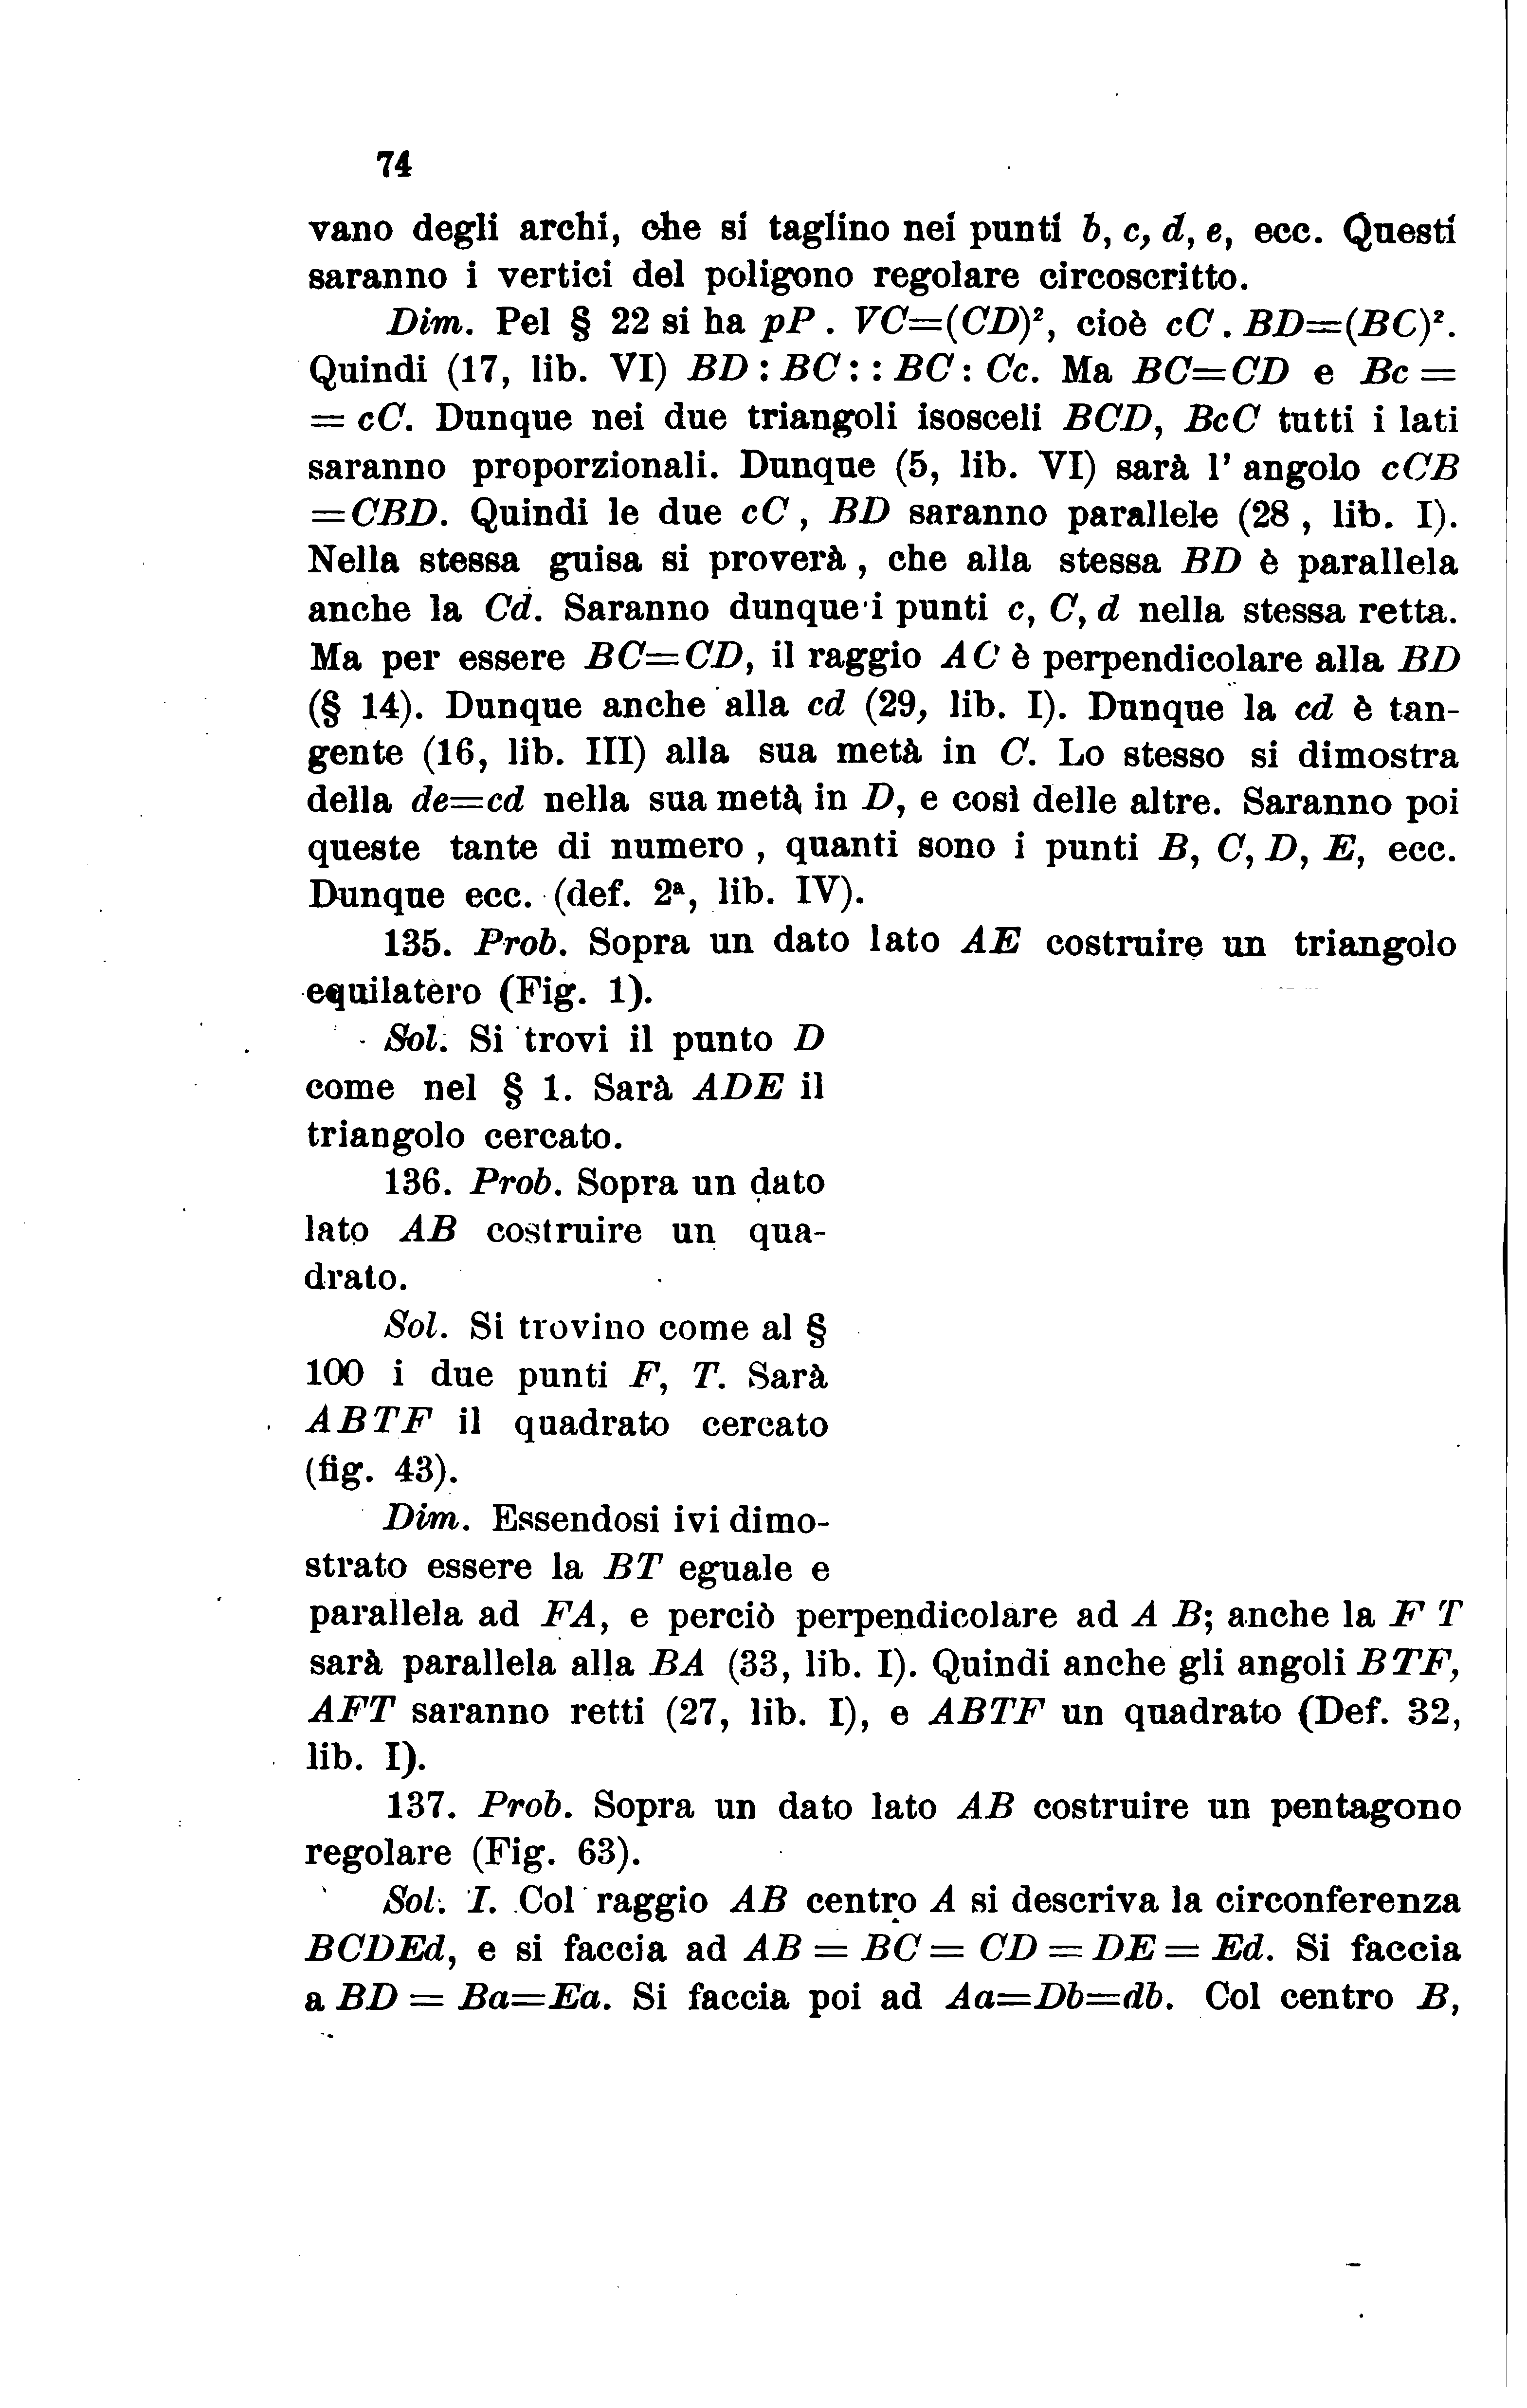 74
vano degli archi, che si taglino nei punti b, c, d, e, ecc. Questi
saranno i vertici del poligono regolare circoscritto.
Dim. Pel § 22 si ha pP . VC=(CD)², cioè cC . BD=(BC)².
Quindi (17, lib. VI) BD : BC : : BC : Cc. Ma BC=CD e Bc =
= cC. Dunque nei due triangoli isosceli BCD, BcC tutti i lati
saranno proporzionali. Dunque (5, lib. VI) sarà l' angolo cCB
=CBD. Quindi le due cC , BD saranno parallele (28 , lib. I).
Nella stessa guisa si proverà , che alla stessa BD è parallela
anche la Cd. Saranno dunque i punti c, C, d nella stessa retta.
Ma per essere BC=CD, il raggio AC è perpendicolare alla BD
(§ 14). Dunque anche alla cd (29, lib. I). Dunque la cd è tan-
gente (16, lib. III) alla sua metà in C. Lo stesso si dimostra
della de=cd nella sua metà in D, e così delle altre. Saranno poi
queste tante di numero , quanti sono i punti B, C, D, E, ecc.
Dunque ecc. (def. 2ª, lib. IV).
135. Prob. Sopra un dato lato AE costruire un triangolo
equilatero (Fig. 1).
Sol. Si trovi il punto D
come nel § 1. Sarà ADE il
triangolo cercato.
136. Prob. Sopra un dato
lato AB costruire un qua-
drato.
Sol. Si trovino come al §
100 i due punti F, T. Sarà
ABTF il quadrato cercato
(fig. 43).
Dim. Essendosi ivi dimo-
strato essere la BT eguale e
parallela ad FA, e perciò perpendicolare ad A B; anche la F T
sarà parallela alla BA (33, lib. I). Quindi anche gli angoli BTF,
AFT saranno retti (27, lib. I), e ABTF un quadrato (Def. 32,
lib. I).
137. Prob. Sopra un dato lato AB costruire un pentagono
regolare (Fig. 63).
Sol. I. Col raggio AB centro A si descriva la circonferenza
BCDEd, e si faccia ad AB = BC = CD = DE = Ed. Si faccia
a BD = Ba=Ea. Si faccia poi ad Aa=Db=db. Col centro B,